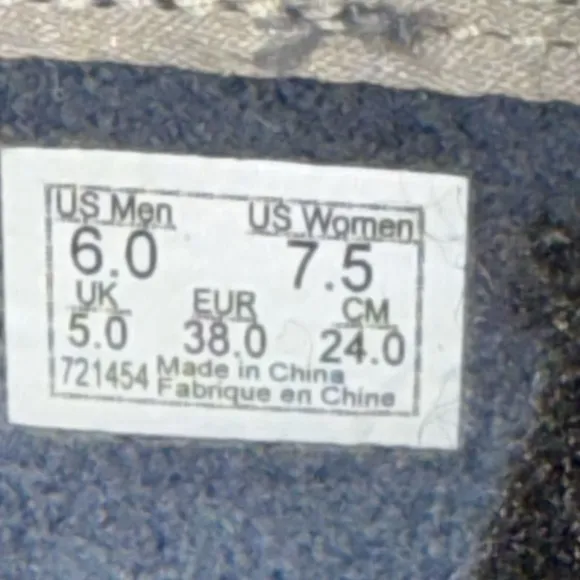 US Men US Women
6.0 7.5
UK EUR CM
5.0 38.0 24.0
721454 Made in China
Fabrique en Chine